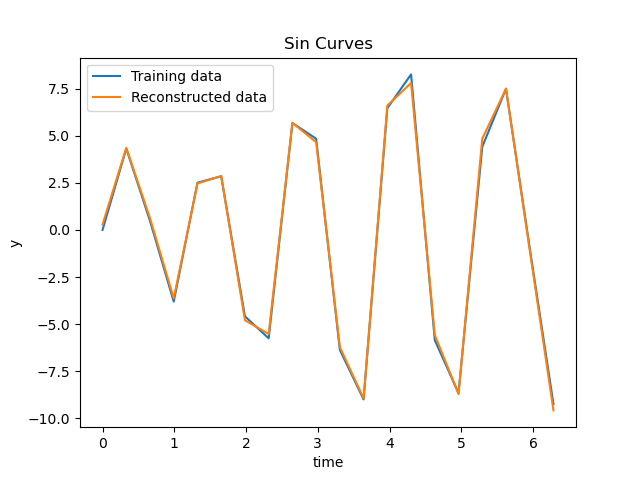 Sin Curves
Training data
Reconstructed data
7.5
5.0
2.5
0.0
−2.5
−5.0
−7.5
−10.0
y
0 1 2 3 4 5 6
time